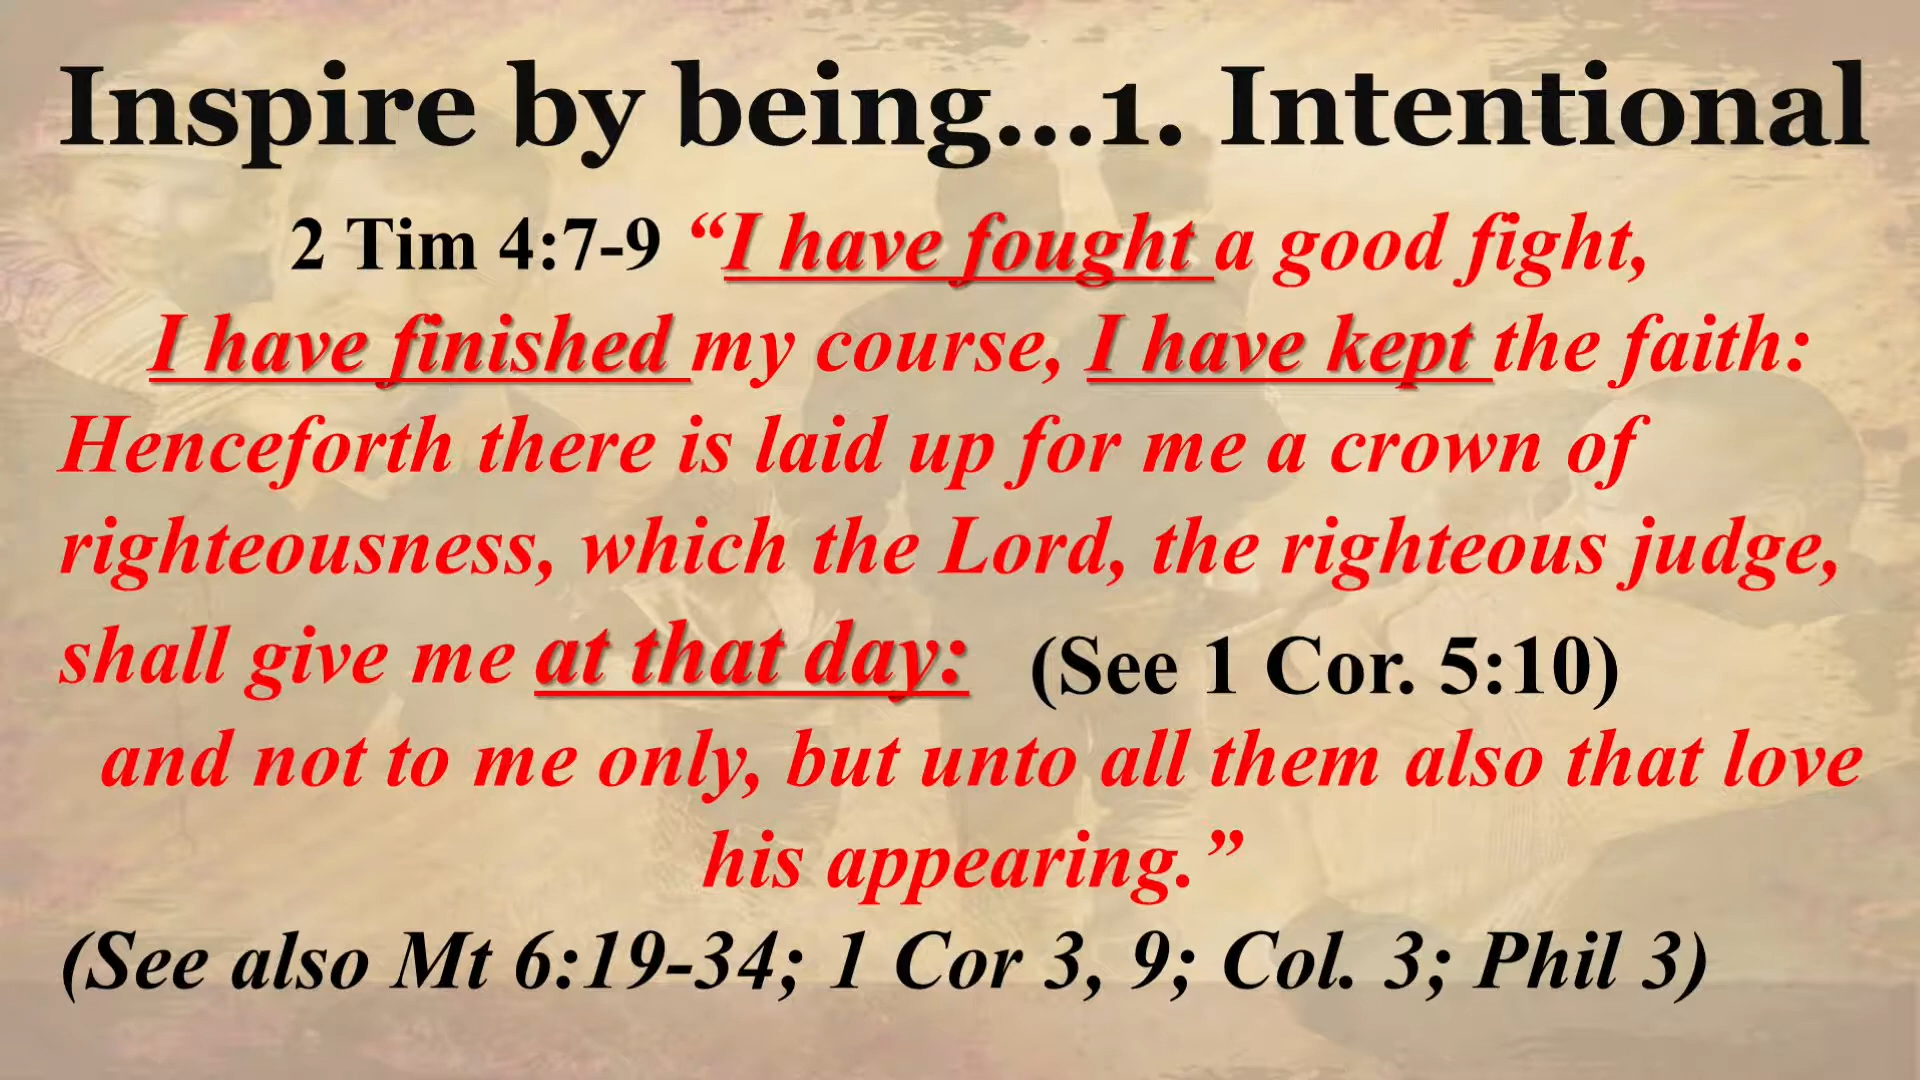 Inspire by being...1. Intentional
2 Tim 4:7-9 “I have fought a good fight,
I have finished my course, I have kept the faith:
Henceforth there is laid up for me a crown of
righteousness, which the Lord, the righteous judge,
shall give me at that day: (See 1 Cor. 5:10)
and not to me only, but unto all them also that love
his appearing.”
(See also Mt 6:19-34; 1 Cor 3, 9; Col. 3; Phil 3)